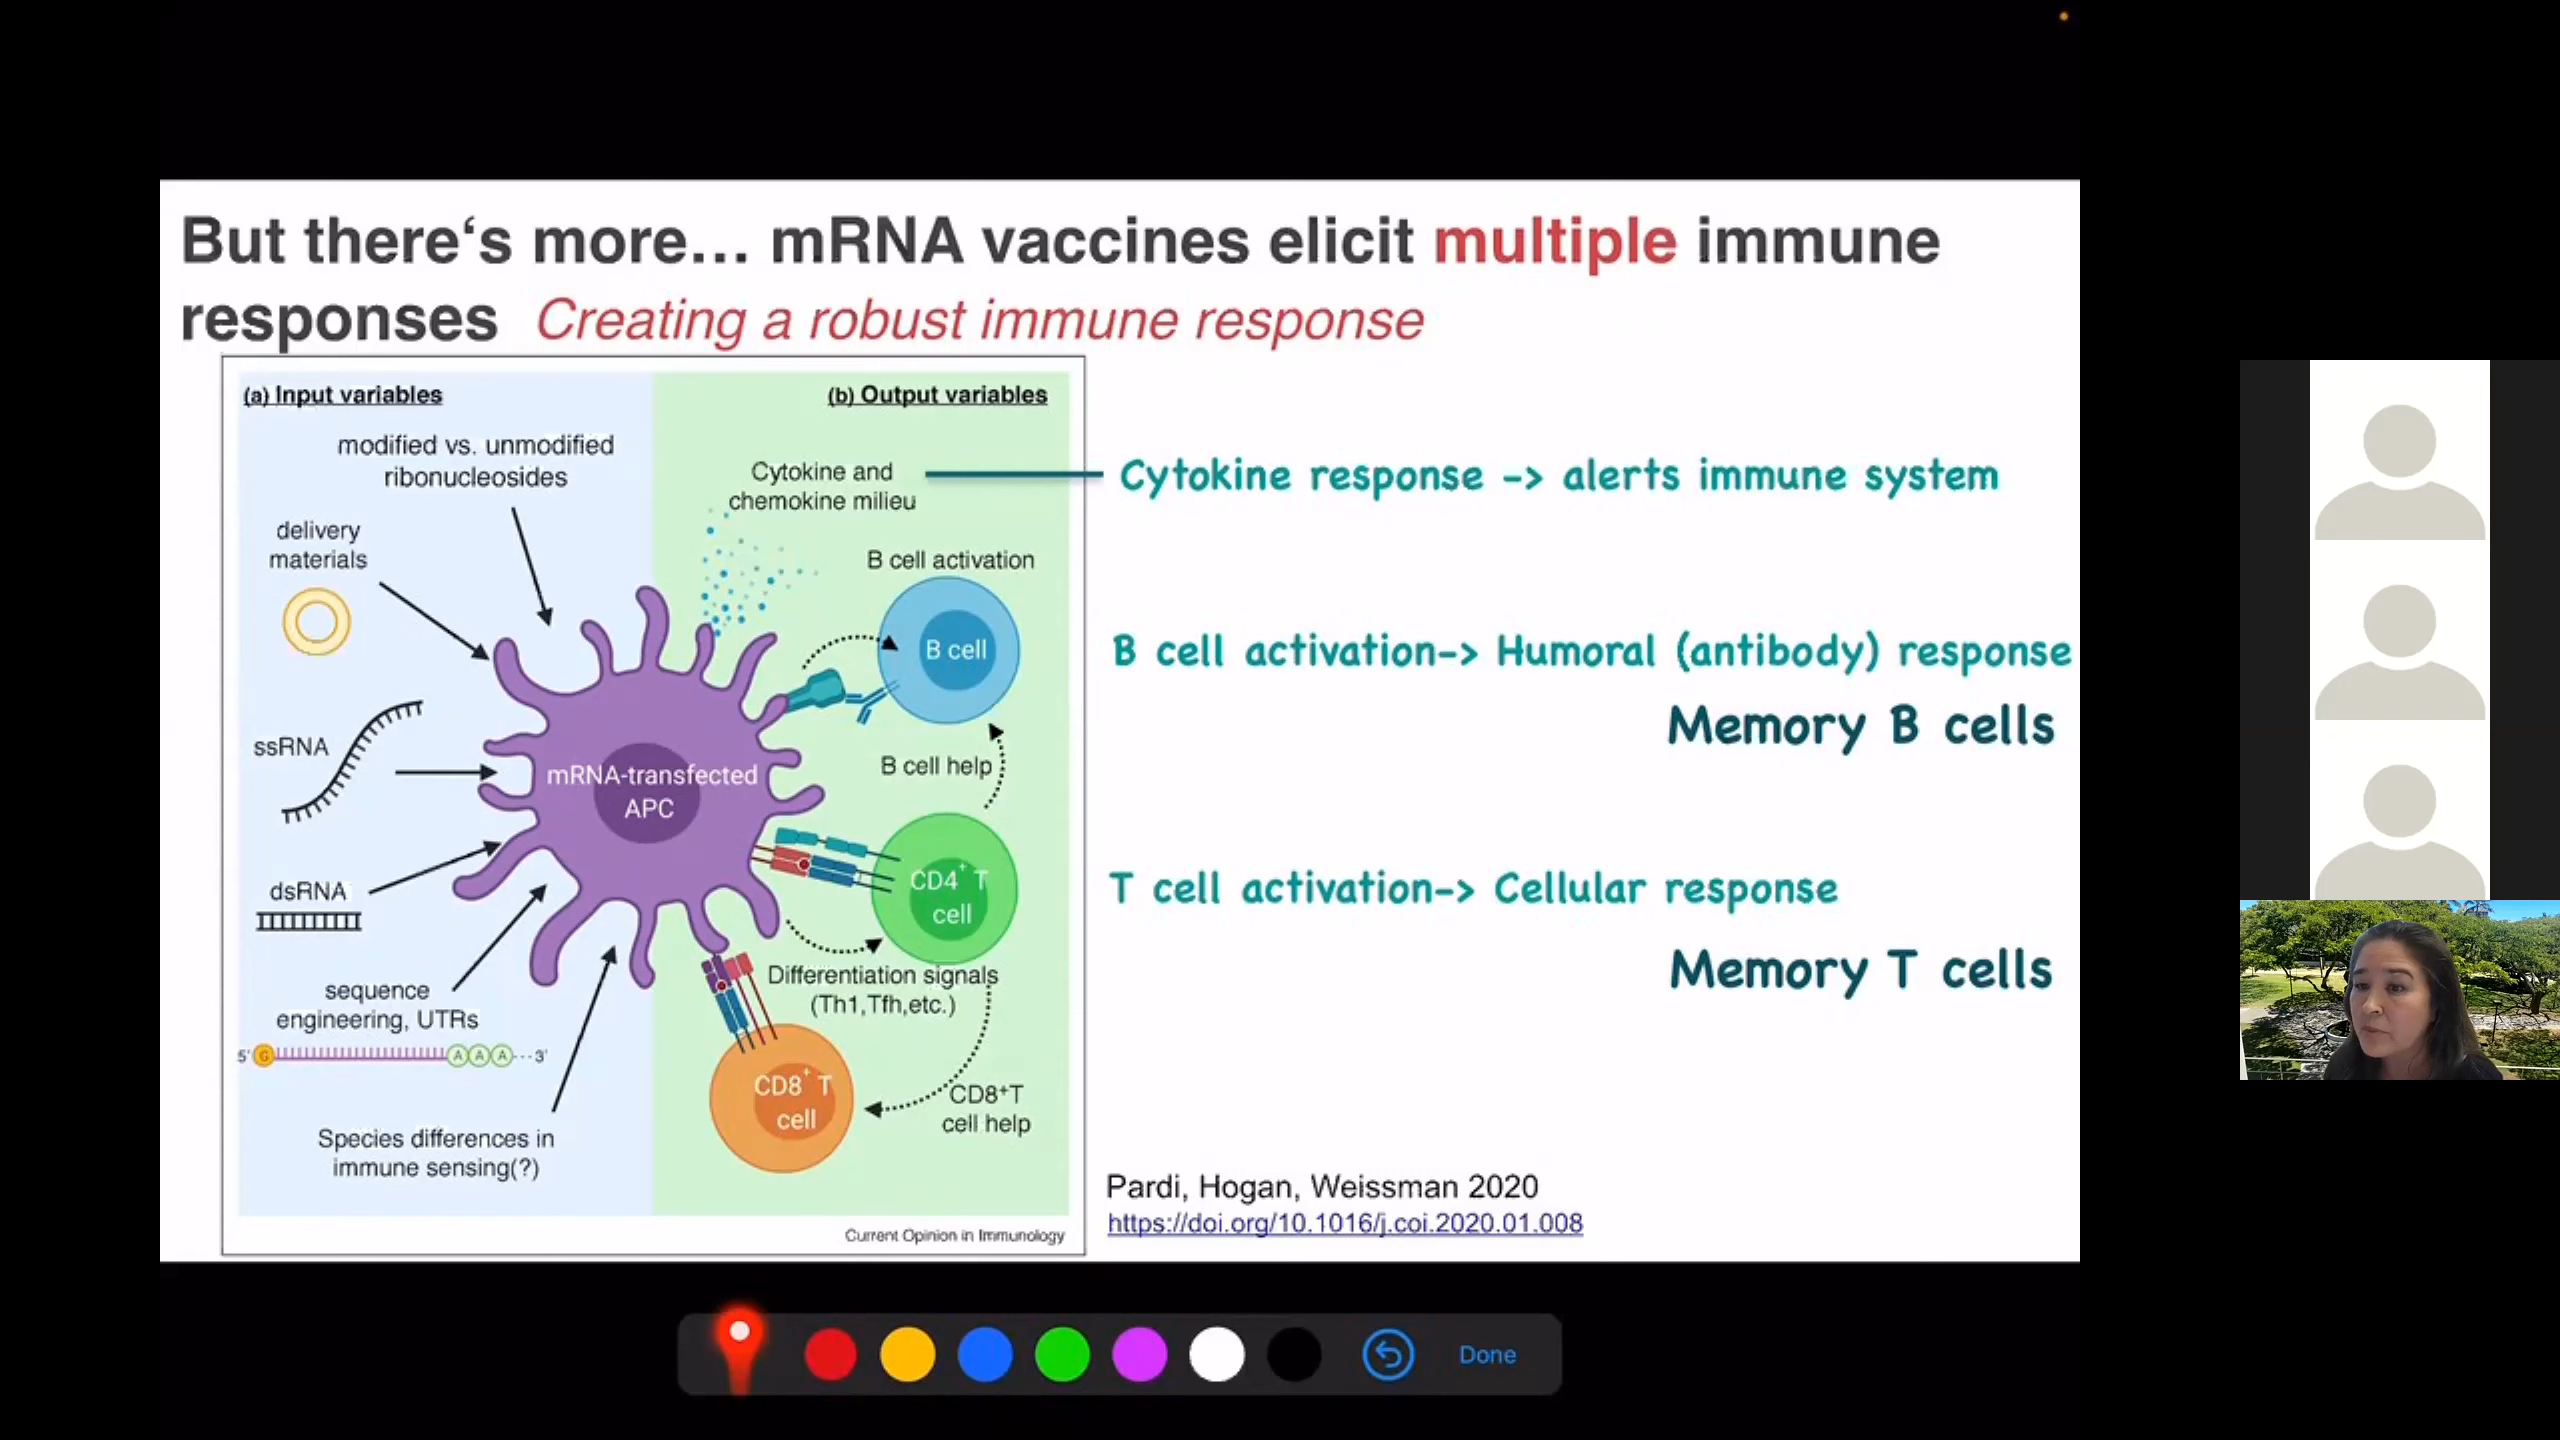 But there‘s more... mRNA vaccines elicit multiple immune
responses Creating a robust immune response
(a) Input variables
modified vs. unmodified
ribonucleosides
delivery
materials
ssRNA
dsRNA
sequence
engineering, UTRs
5' G A A A 3'
Species differences in
immune sensing(?)
mRNA-transfected
APC
(b) Output variables
Cytokine and
chemokine milieu
B cell activation
B cell
B cell help
CD4+ T
cell
Differentiation signals
(Th1,Tfh,etc.)
CD8+ T
cell
CD8+T
cell help
Current Opinion in Immunology
Cytokine response -> alerts immune system
B cell activation-> Humoral (antibody) response
Memory B cells
T cell activation-> Cellular response
Memory T cells
Pardi, Hogan, Weissman 2020
https://doi.org/10.1016/j.coi.2020.01.008
Done